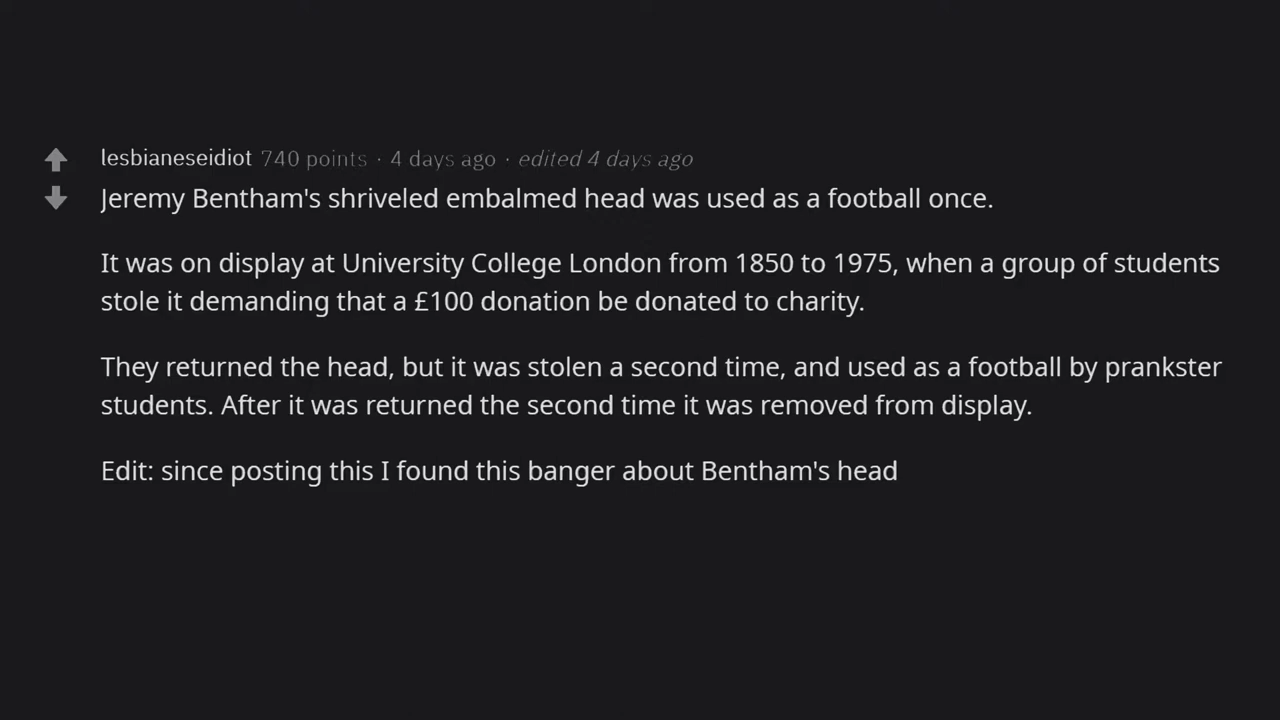 lesbianeseidiot 740 points · 4 days ago · edited 4 days ago
Jeremy Bentham's shriveled embalmed head was used as a football once.
It was on display at University College London from 1850 to 1975, when a group of students
stole it demanding that a £100 donation be donated to charity.
They returned the head, but it was stolen a second time, and used as a football by prankster
students. After it was returned the second time it was removed from display.
Edit: since posting this I found this banger about Bentham's head